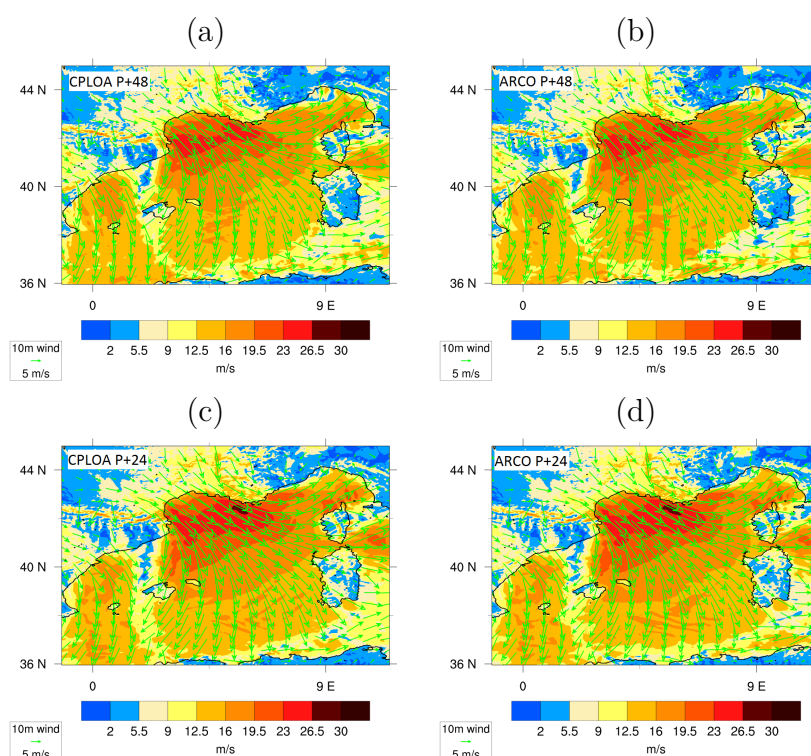 (a) (b)
44 N CPLOA P+48 44 N ARCO P+48
40 N 40 N
36 N 36 N
0 9 E 0 9 E
2 5.5 9 12.5 16 19.5 23 26.5 30 2 5.5 9 12.5 16 19.5 23 26.5 30
10m wind m/s 10m wind m/s
5 m/s 5 m/s
(c) (d)
44 N CPLOA P+24 44 N ARCO P+24
40 N 40 N
36 N 36 N
0 9 E 0 9 E
2 5.5 9 12.5 16 19.5 23 26.5 30 2 5.5 9 12.5 16 19.5 23 26.5 30
10m wind m/s 10m wind m/s
5 m/s 5 m/s